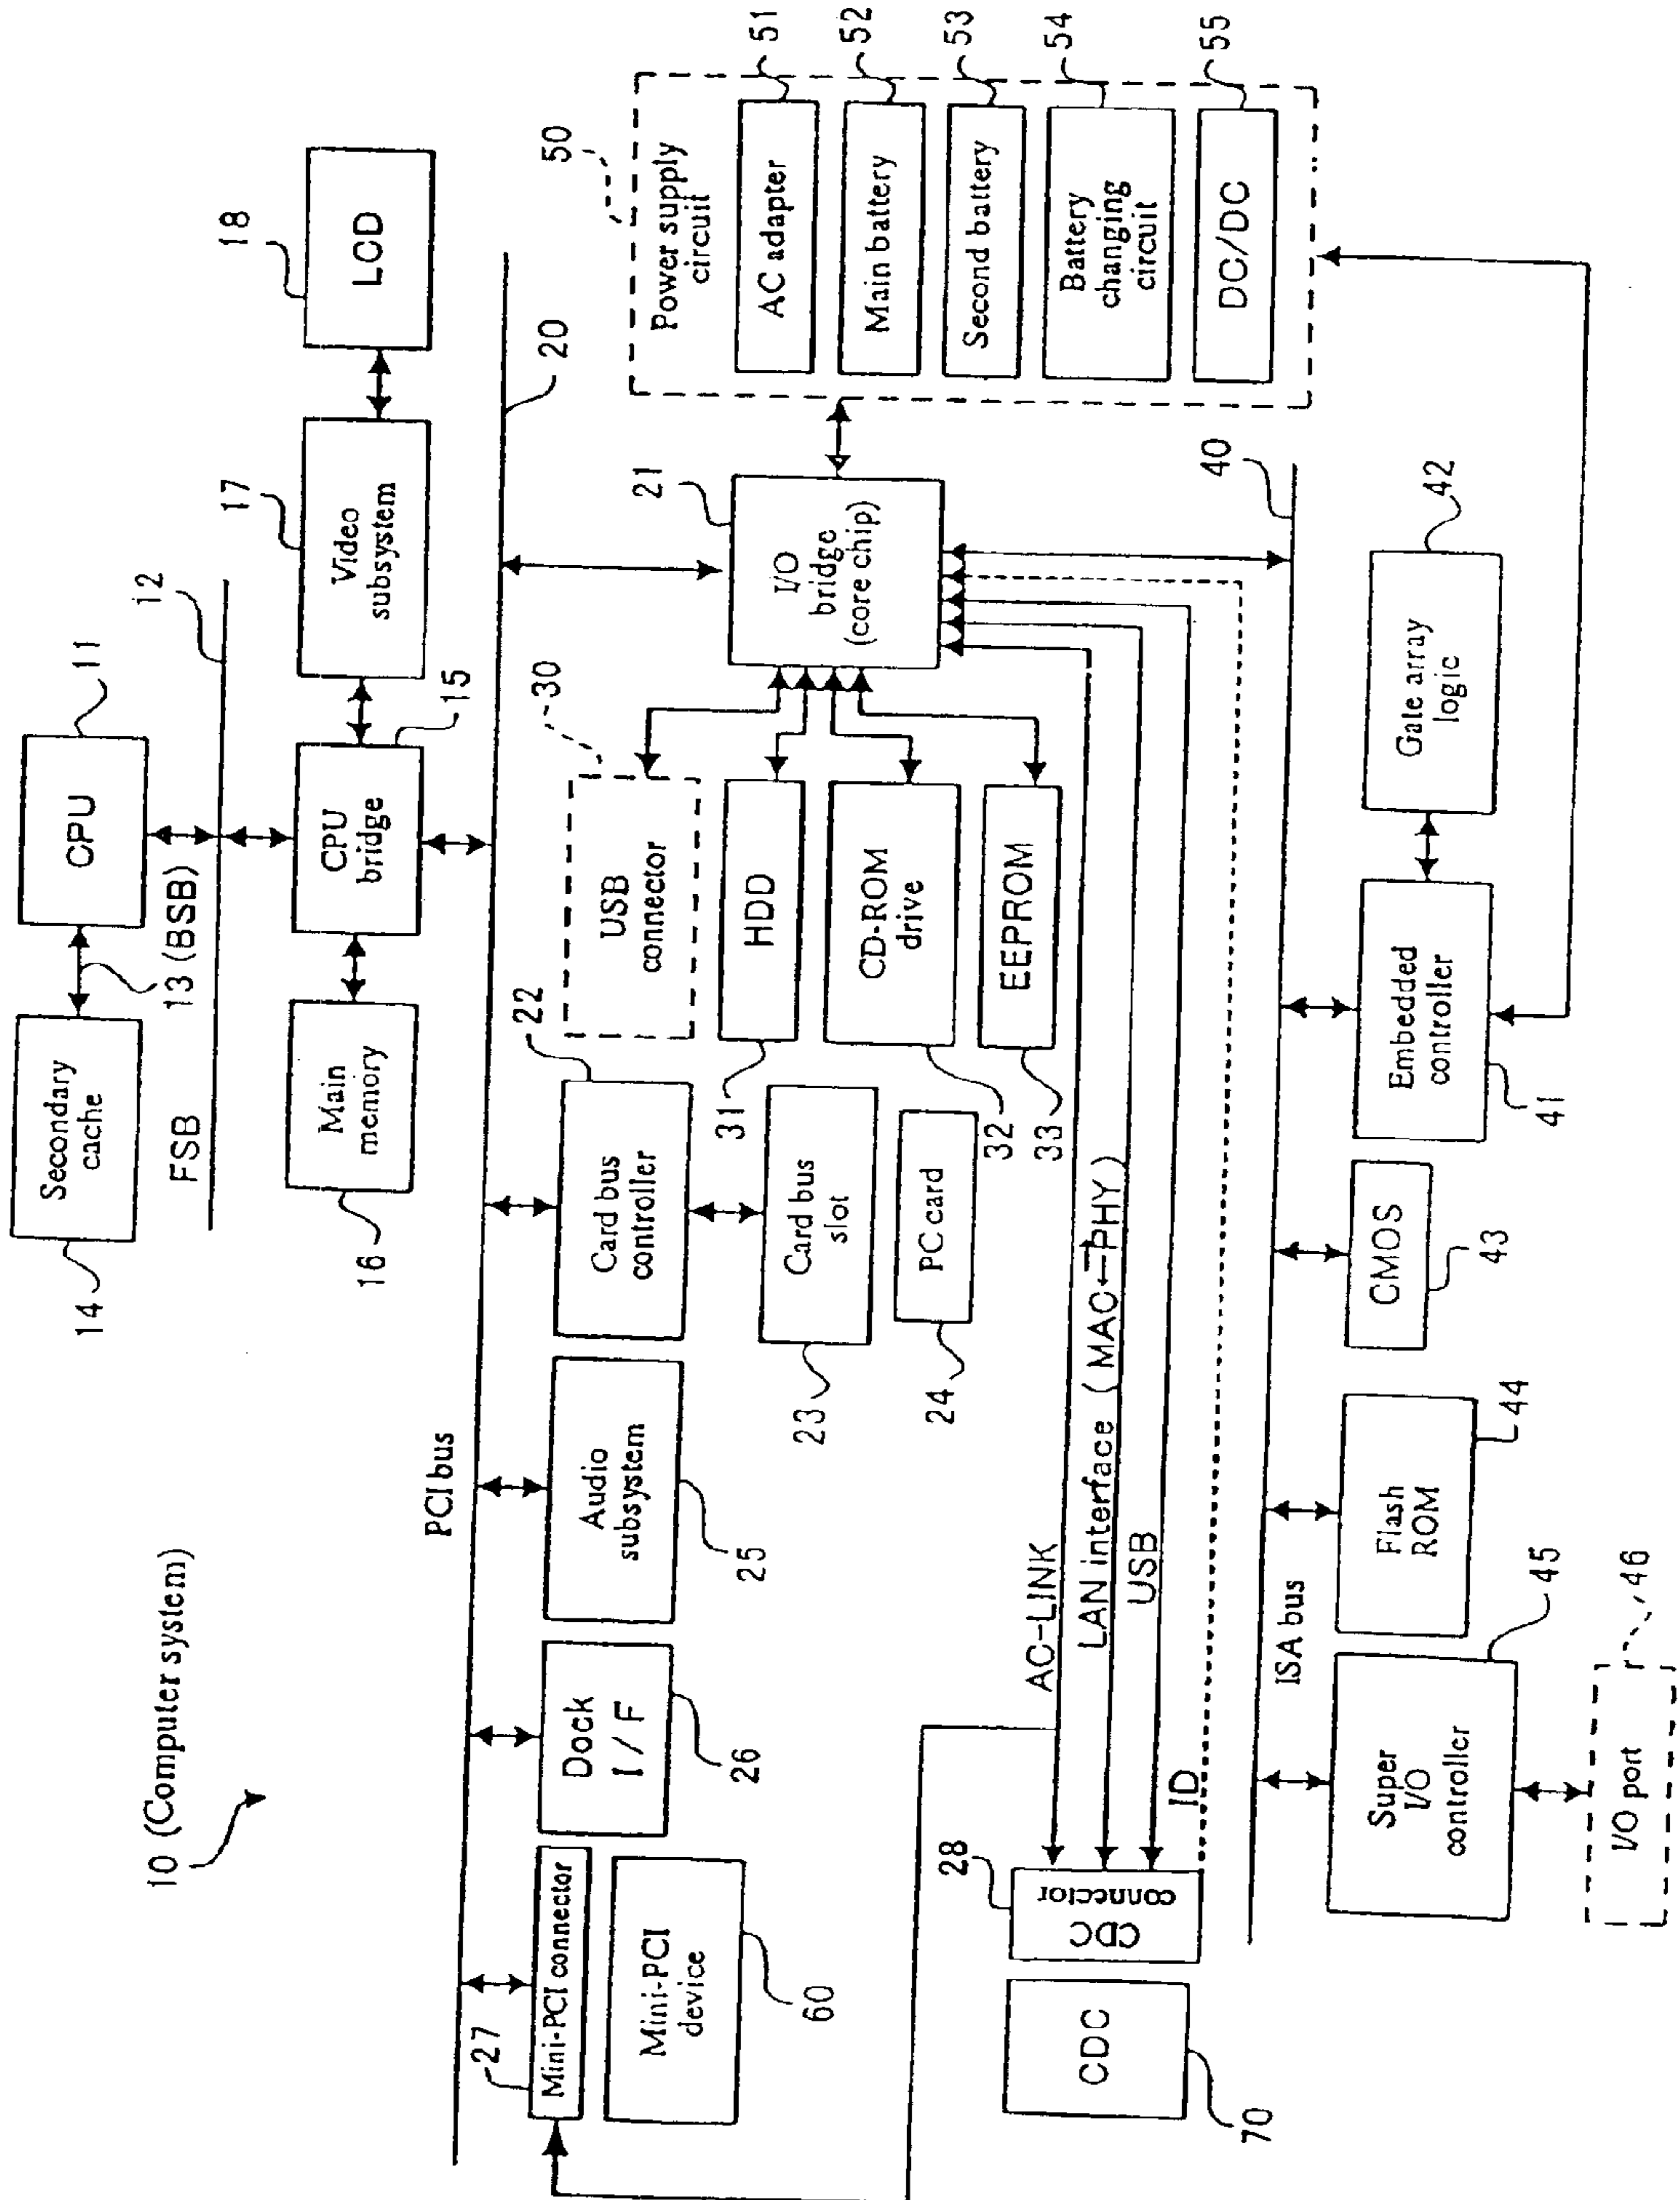 10 (Computer system)
14
Secondary
cache
13 (BSB)
CPU
11
FSB
12
16
Main
memory
CPU
bridge
15
Video
subsystem
17
LCD
18
PCI bus
20
27
Mini-PCI connector
Mini-PCI
device
60
Dock
I/F
26
Audio
subsystem
25
Card bus
controller
22
Card bus
slot
23
PC card
24
USB
connector
30
HDD
31
CD-ROM
drive
32
EEPROM
33
I/O
bridge
(core chip)
21
Power supply
circuit
50
AC adapter
51
Main battery
52
Second battery
53
Battery
changing
circuit
54
DC/DC
55
CDC
70
CDC
connector
28
AC-LINK
LAN interface (MAC↔PHY)
USB
ID
ISA bus
40
Super
I/O
controller
45
I/O port
46
Flash
ROM
44
CMOS
43
Embedded
controller
41
Gate array
logic
42